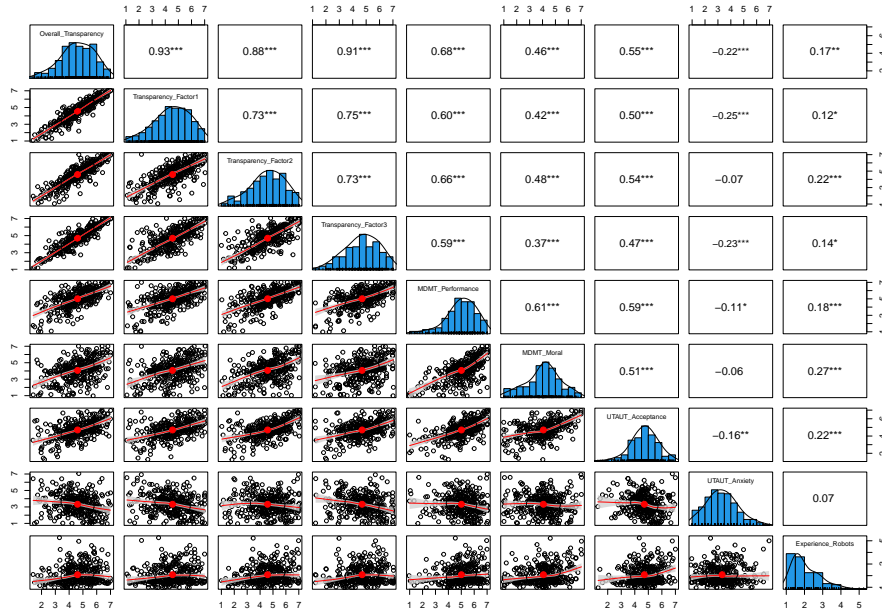 1 2 3 4 5 6 7 1 2 3 4 5 6 7 1 2 3 4 5 6 7 1 2 3 4 5 6 7
Overall_Transparency 0.93*** 0.88*** 0.91*** 0.68*** 0.46*** 0.55*** −0.22*** 0.17**
1 3 5 7 Transparency_Factor1 0.73*** 0.75*** 0.60*** 0.42*** 0.50*** −0.25*** 0.12*
Transparency_Factor2 0.73*** 0.66*** 0.48*** 0.54*** −0.07 0.22***
1 3 5 7 Transparency_Factor3 0.59*** 0.37*** 0.47*** −0.23*** 0.14*
MDMT_Performance 0.61*** 0.59*** −0.11* 0.18***
1 3 5 7 MDMT_Moral 0.51*** −0.06 0.27***
UTAUT_Acceptance −0.16** 0.22***
1 3 5 7 UTAUT_Anxiety 0.07
Experience_Robots
2 3 4 5 6 7 1 2 3 4 5 6 7 1 2 3 4 5 6 7 2 3 4 5 6 7 1 2 3 4 5